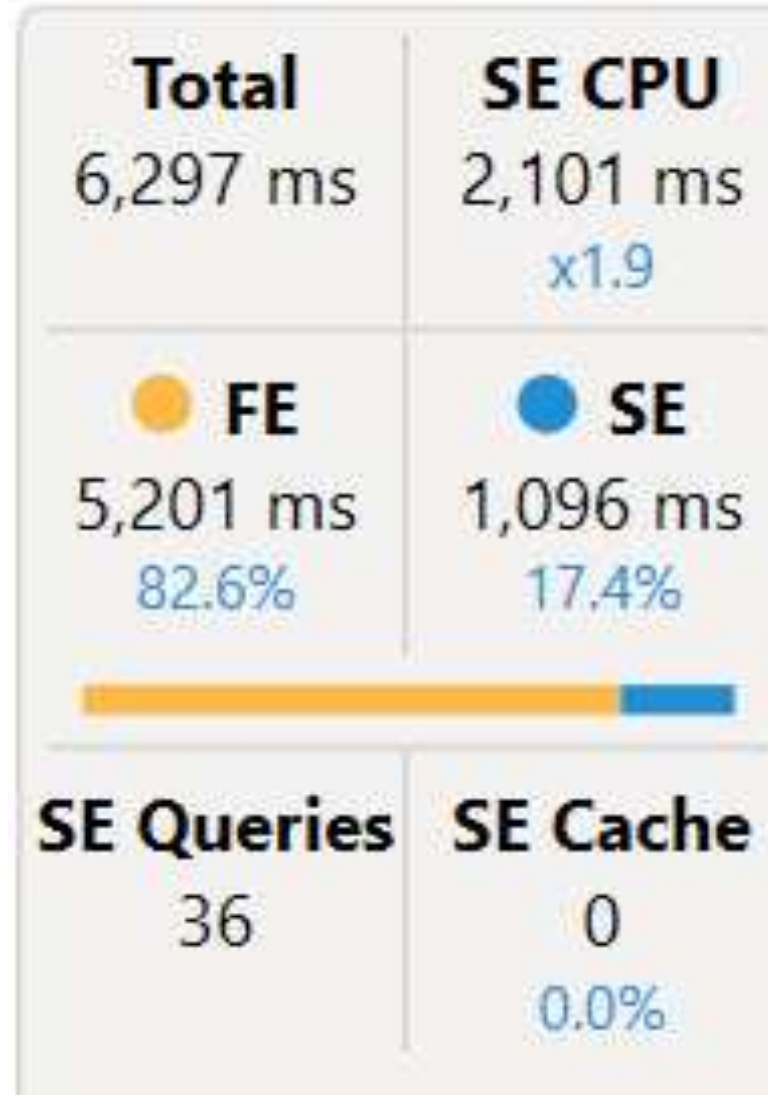 Total
6,297 ms
SE CPU
2,101 ms
x1.9
FE
5,201 ms
82.6%
SE
1,096 ms
17.4%
SE Queries
36
SE Cache
0
0.0%